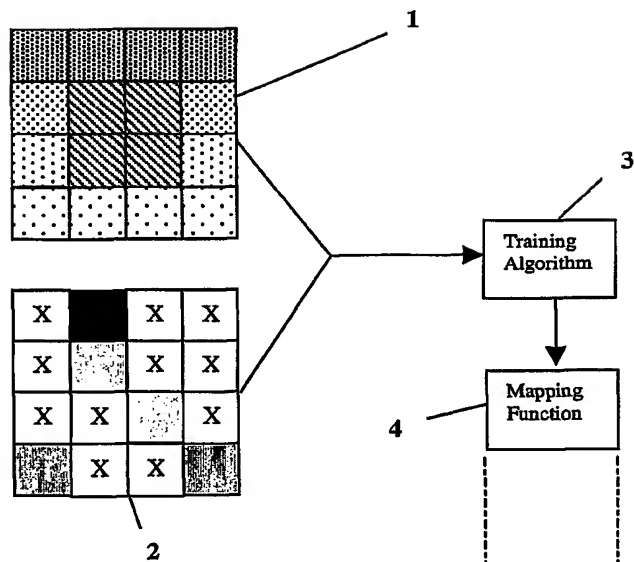 1
3
Training
Algorithm
X X X
X X X
Mapping
Function
X X X
4
X X
2